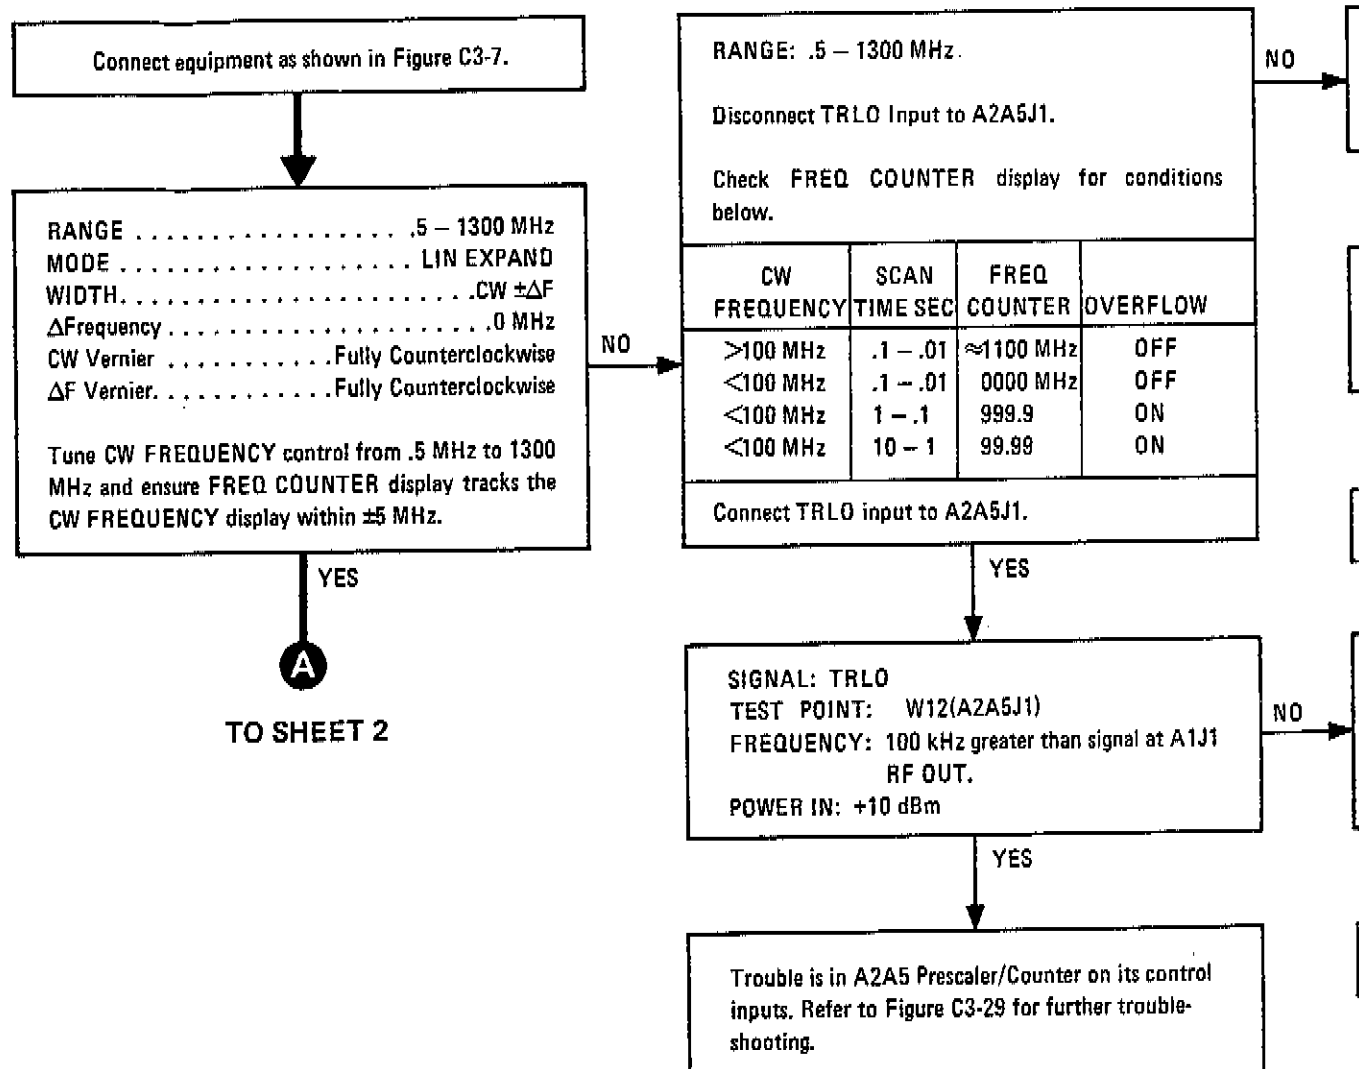 Connect equipment as shown in Figure C3-7.
RANGE . . . . . . . . . . . . . . . . . . .5 – 1300 MHz
MODE . . . . . . . . . . . . . . . . . . . . LIN EXPAND
WIDTH. . . . . . . . . . . . . . . . . . . . . . .CW ±ΔF
ΔFrequency . . . . . . . . . . . . . . . . . . . . . .0 MHz
CW Vernier . . . . . . . . . . .Fully Counterclockwise
ΔF Vernier. . . . . . . . . . . .Fully Counterclockwise
Tune CW FREQUENCY control from .5 MHz to 1300
MHz and ensure FREQ COUNTER display tracks the
CW FREQUENCY display within ±5 MHz.
YES
A
TO SHEET 2
NO
RANGE: .5 – 1300 MHz.
Disconnect TRLO Input to A2A5J1.
Check FREQ COUNTER display for conditions
below.
CW FREQUENCY SCAN TIME SEC FREQ COUNTER OVERFLOW
>100 MHz .1 – .01 ≈1100 MHz OFF
<100 MHz .1 – .01 0000 MHz OFF
<100 MHz 1 – .1 999.9 ON
<100 MHz 10 – 1 99.99 ON
Connect TRLO input to A2A5J1.
NO
YES
SIGNAL: TRLO
TEST POINT: W12(A2A5J1)
FREQUENCY: 100 kHz greater than signal at A1J1
RF OUT.
POWER IN: +10 dBm
NO
YES
Trouble is in A2A5 Prescaler/Counter on its control
inputs. Refer to Figure C3-29 for further trouble-
shooting.